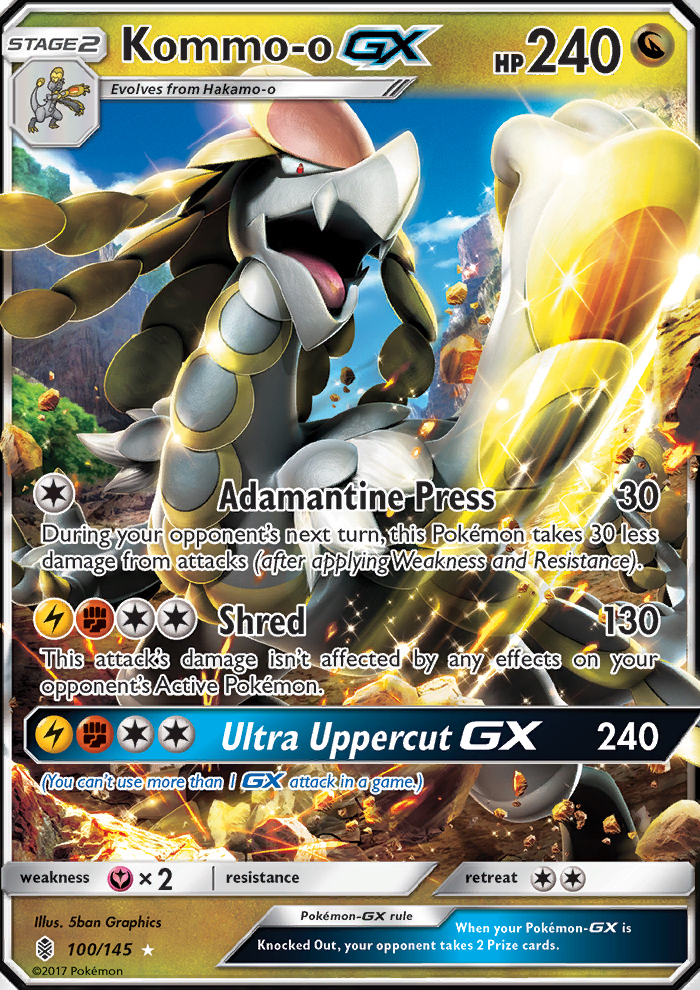 STAGE 2 Kommo-o GX HP 240
Evolves from Hakamo-o
Adamantine Press 30
During your opponent's next turn, this Pokémon takes 30 less
damage from attacks (after applying Weakness and Resistance).
Shred 130
This attack's damage isn't affected by any effects on your
opponent's Active Pokémon.
Ultra Uppercut GX 240
(You can't use more than 1 GX attack in a game.)
weakness × 2 resistance retreat
Illus. 5ban Graphics
100/145
©2017 Pokémon
Pokémon-GX rule
When your Pokémon-GX is
Knocked Out, your opponent takes 2 Prize cards.